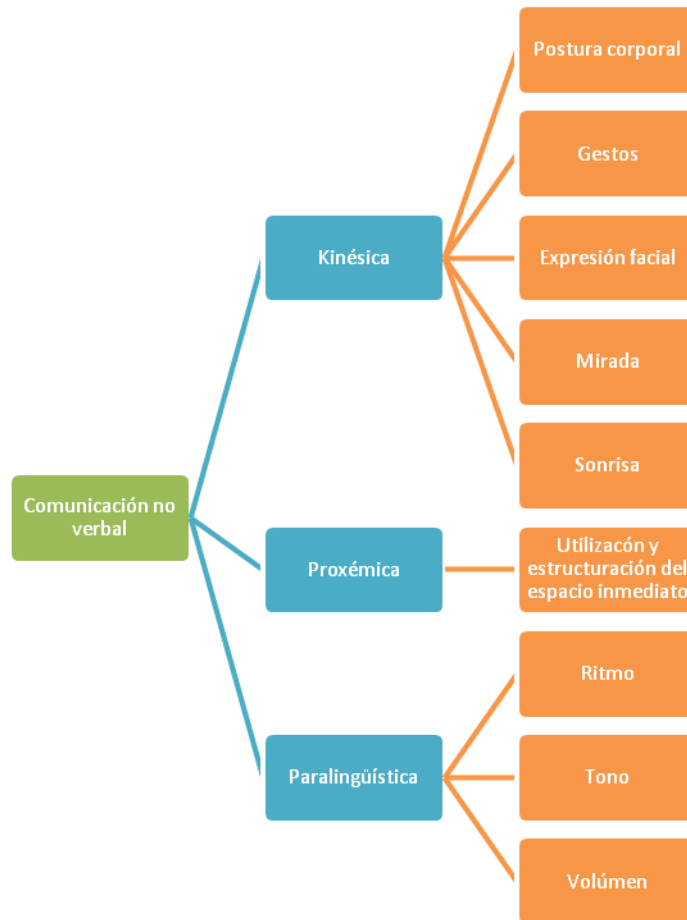 Postura corporal
Gestos
Kinésica
Expresión facial
Mirada
Sonrisa
Comunicación no
verbal
Proxémica
Utilizacón y
estructuración del
espacio inmediato
Ritmo
Paralingüística
Tono
Volúmen